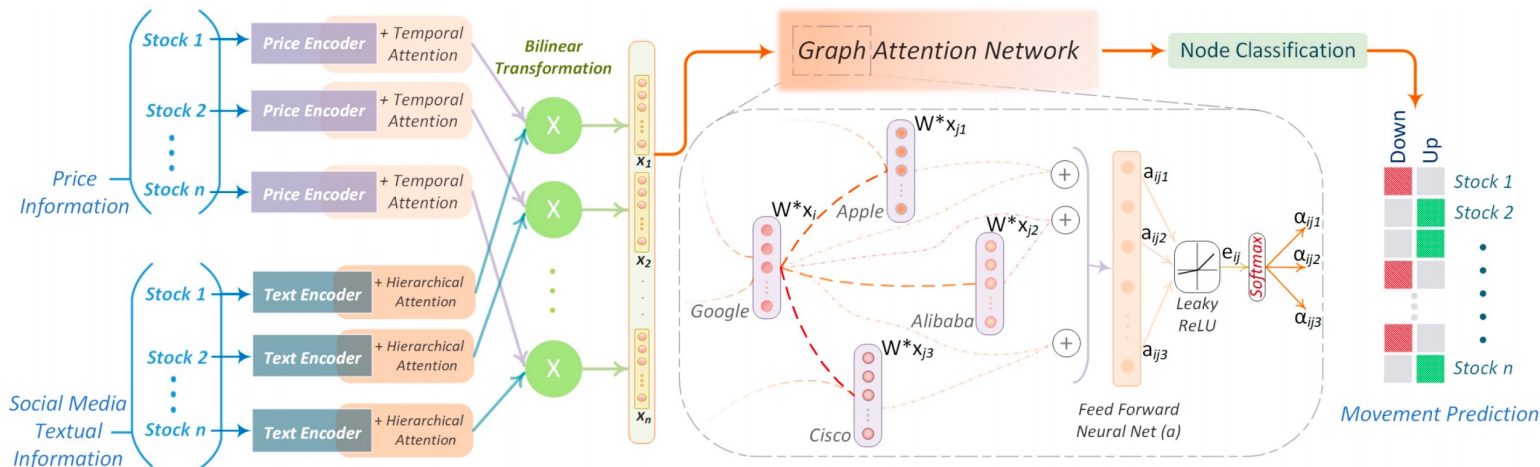 Price
Information
Stock 1
Stock 2
Stock n
Price Encoder
+ Temporal
Attention
Price Encoder
+ Temporal
Attention
Price Encoder
+ Temporal
Attention
Social Media
Textual
Information
Stock 1
Stock 2
Stock n
Text Encoder
+ Hierarchical
Attention
Text Encoder
+ Hierarchical
Attention
Text Encoder
+ Hierarchical
Attention
Bilinear
Transformation
X
X
X
x1
x2
xn
Graph Attention Network
Node Classification
W*xj1
Apple
W*xi
Google
W*xj2
Alibaba
W*xj3
Cisco
+
+
+
aij1
aij2
aij3
Feed Forward
Neural Net (a)
Leaky
ReLU
eij
Softmax
αij1
αij2
αij3
Down
Up
Stock 1
Stock 2
Stock n
Movement Prediction